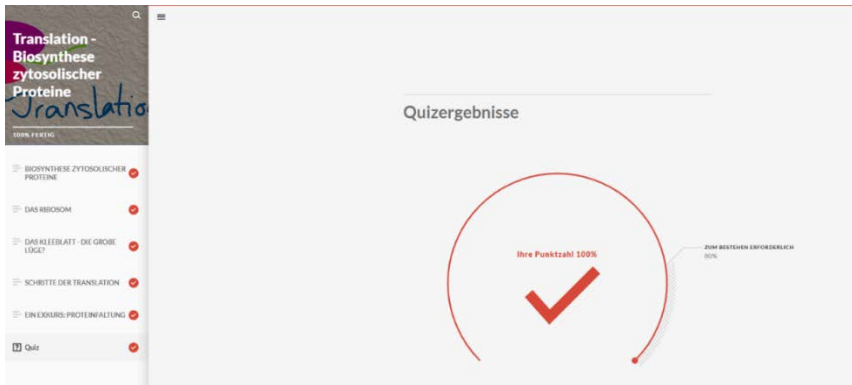 Translation -
Biosynthese
zytosolischer
Proteine
Translatio
100% FERTIG
BIOSYNTHESE ZYTOSOLISCHER
PROTEINE
DAS RIBOSOM
DAS KLEEBLATT - DIE GROßE
LÜGE?
SCHRITTE DER TRANSLATION
EIN EXKURS: PROTEINFALTUNG
Quiz
Quizergebnisse
Ihre Punktzahl 100%
ZUM BESTEHEN ERFORDERLICH
80%